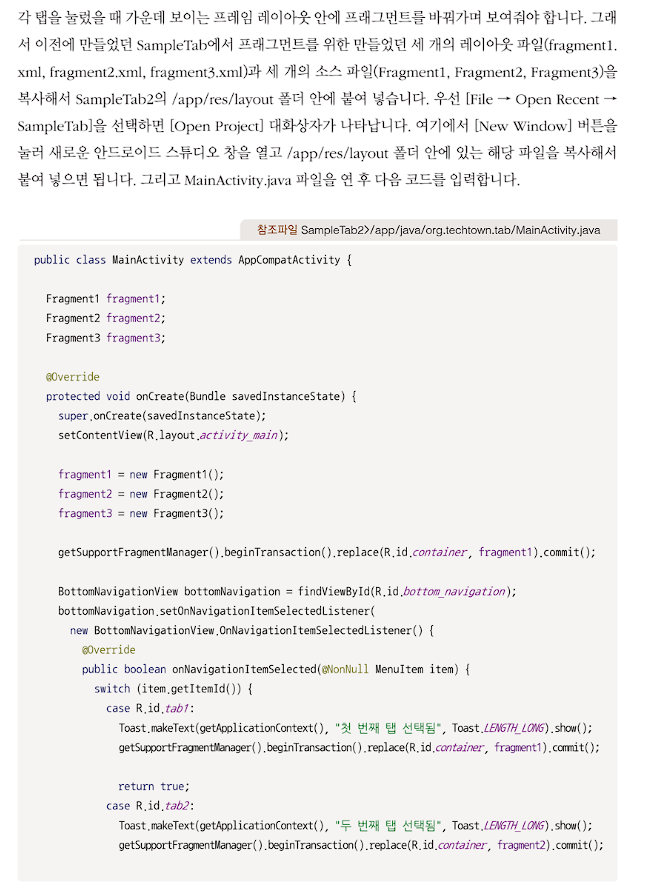 각 탭을 눌렀을 때 가운데 보이는 프레임 레이아웃 안에 프래그먼트를 바꿔가며 보여줘야 합니다. 그래
서 이전에 만들었던 SampleTab에서 프래그먼트를 위한 만들었던 세 개의 레이아웃 파일(fragment1.
xml, fragment2.xml, fragment3.xml)과 세 개의 소스 파일(Fragment1, Fragment2, Fragment3)을
복사해서 SampleTab2의 /app/res/layout 폴더 안에 붙여 넣습니다. 우선 [File → Open Recent →
SampleTab]을 선택하면 [Open Project] 대화상자가 나타납니다. 여기에서 [New Window] 버튼을
눌러 새로운 안드로이드 스튜디오 창을 열고 /app/res/layout 폴더 안에 있는 해당 파일을 복사해서
붙여 넣으면 됩니다. 그리고 MainActivity.java 파일을 연 후 다음 코드를 입력합니다.
참조파일 SampleTab2>/app/java/org.techtown.tab/MainActivity.java
public class MainActivity extends AppCompatActivity {
Fragment1 fragment1;
Fragment2 fragment2;
Fragment3 fragment3;
@Override
protected void onCreate(Bundle savedInstanceState) {
super.onCreate(savedInstanceState);
setContentView(R.layout.activity_main);
fragment1 = new Fragment1();
fragment2 = new Fragment2();
fragment3 = new Fragment3();
getSupportFragmentManager().beginTransaction().replace(R.id.container, fragment1).commit();
BottomNavigationView bottomNavigation = findViewById(R.id.bottom_navigation);
bottomNavigation.setOnNavigationItemSelectedListener(
new BottomNavigationView.OnNavigationItemSelectedListener() {
@Override
public boolean onNavigationItemSelected(@NonNull MenuItem item) {
switch (item.getItemId()) {
case R.id.tab1:
Toast.makeText(getApplicationContext(), "첫 번째 탭 선택됨", Toast.LENGTH_LONG).show();
getSupportFragmentManager().beginTransaction().replace(R.id.container, fragment1).commit();
return true;
case R.id.tab2:
Toast.makeText(getApplicationContext(), "두 번째 탭 선택됨", Toast.LENGTH_LONG).show();
getSupportFragmentManager().beginTransaction().replace(R.id.container, fragment2).commit();